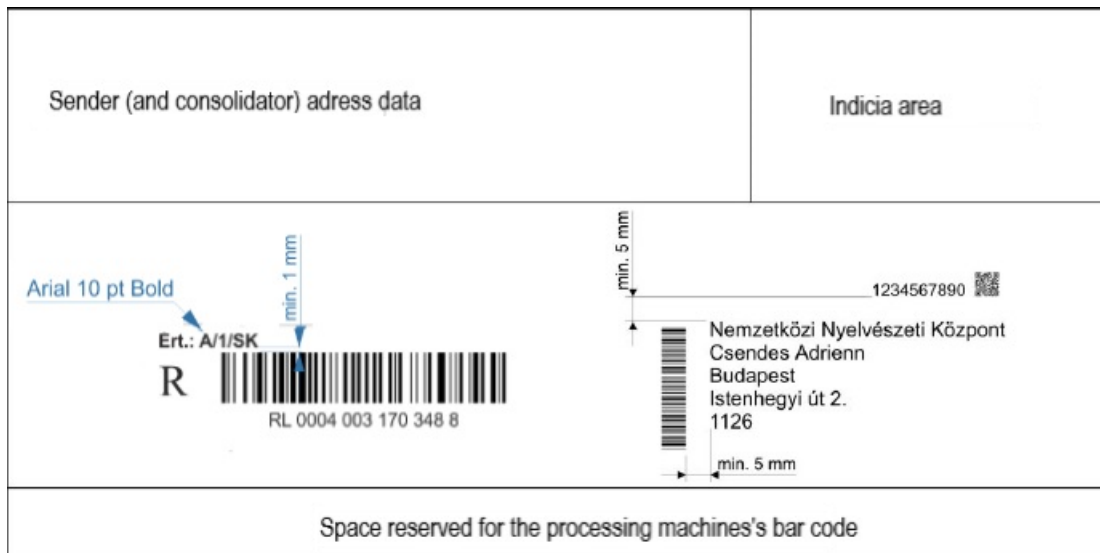 Sender (and consolidator) adress data
Indicia area
Arial 10 pt Bold
min. 1 mm
Ert.: A/1/SK
R
RL 0004 003 170 348 8
min. 5 mm
1234567890
Nemzetközi Nyelvészeti Központ
Csendes Adrienn
Budapest
Istenhegyi út 2.
1126
min. 5 mm
Space reserved for the processing machines's bar code